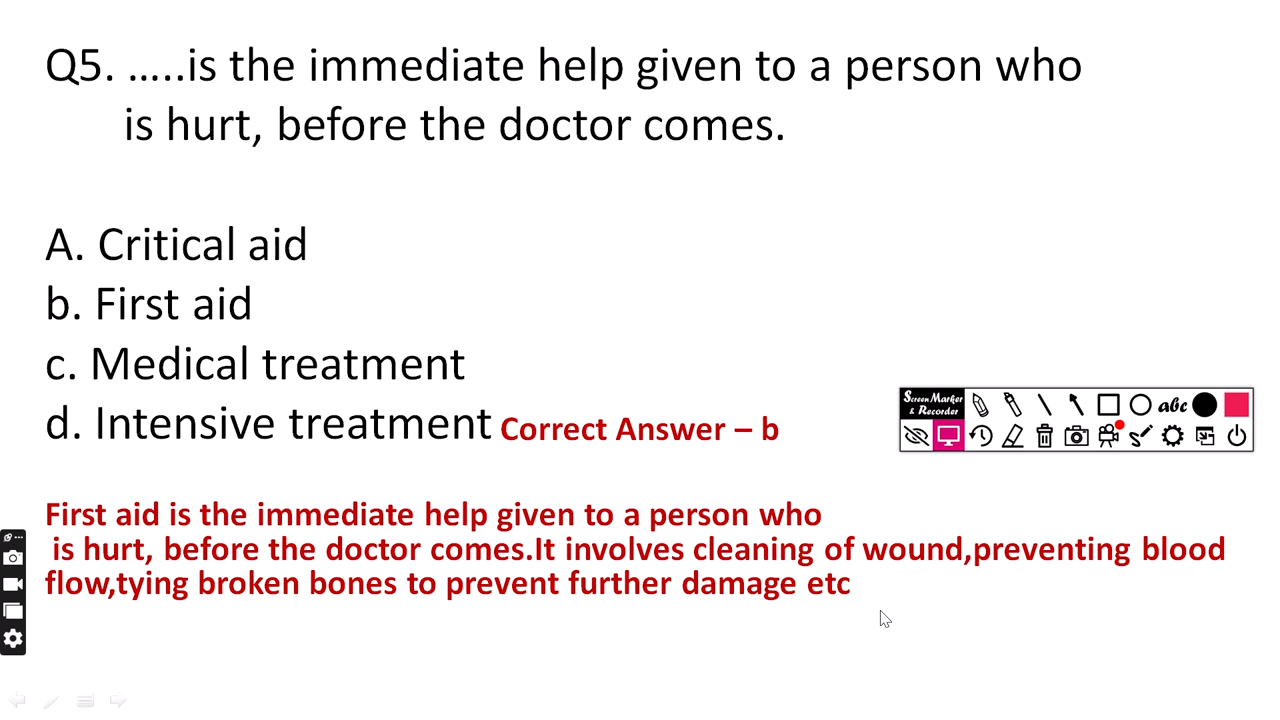 Q5. .....is the immediate help given to a person who
is hurt, before the doctor comes.
A. Critical aid
b. First aid
c. Medical treatment
d. Intensive treatment Correct Answer – b
Screen Marker
& Recorder
abc
First aid is the immediate help given to a person who
is hurt, before the doctor comes.It involves cleaning of wound,preventing blood
flow,tying broken bones to prevent further damage etc